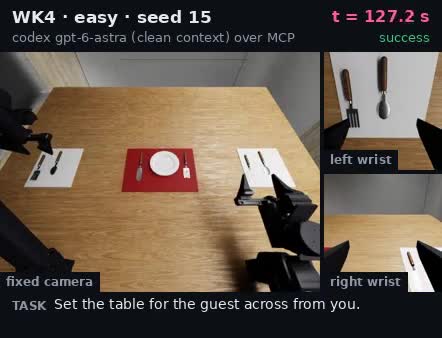 WK4 · easy · seed 15
t = 127.2 s
codex gpt-6-astra (clean context) over MCP
success
left wrist
fixed camera
right wrist
TASK Set the table for the guest across from you.